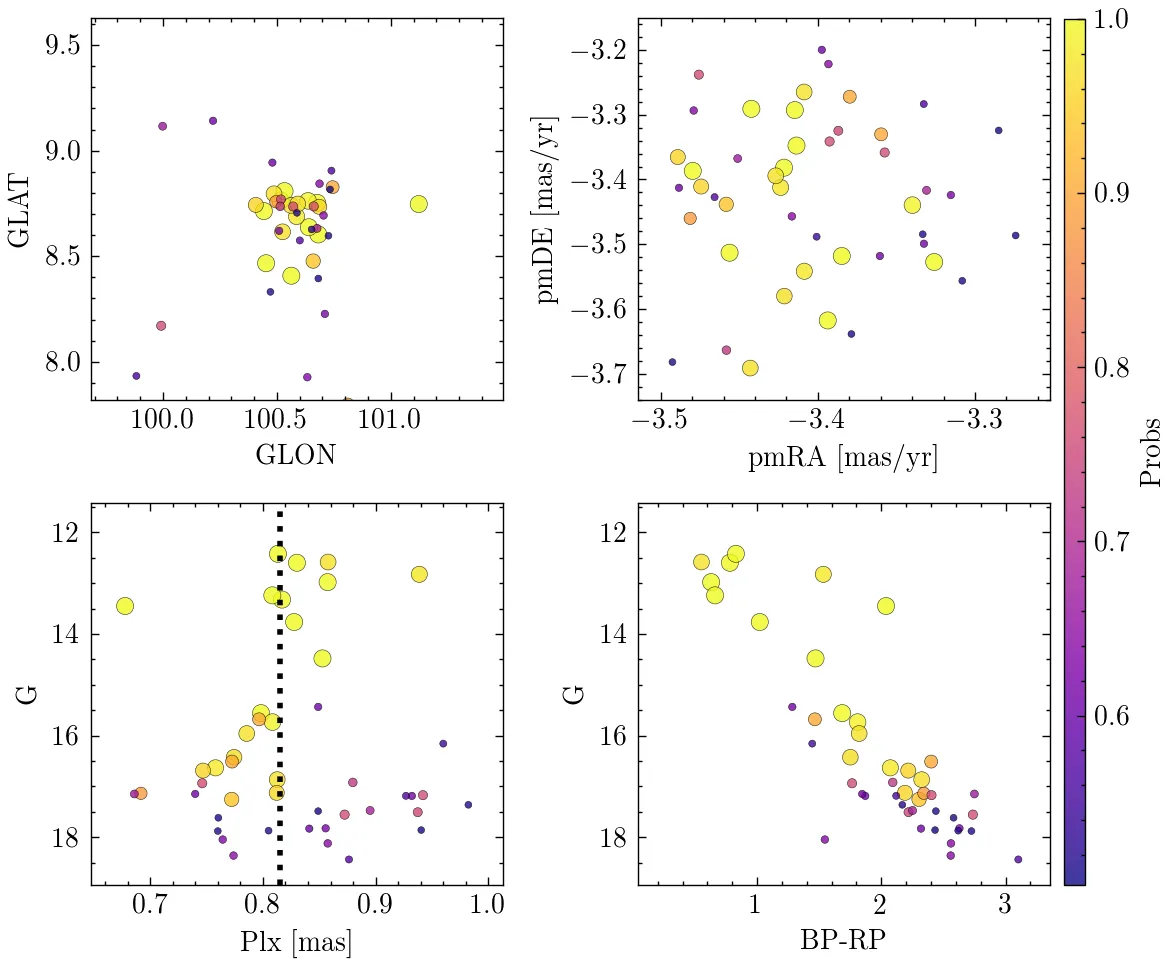 9.5
9.0
8.5
8.0
GLAT
100.0 100.5 101.0
GLON
−3.2
−3.3
−3.4
−3.5
−3.6
−3.7
pmDE [mas/yr]
−3.5 −3.4 −3.3
pmRA [mas/yr]
1.0
0.9
0.8
0.7
0.6
Probs
12
14
16
18
G
0.7 0.8 0.9 1.0
Plx [mas]
12
14
16
18
G
1 2 3
BP-RP